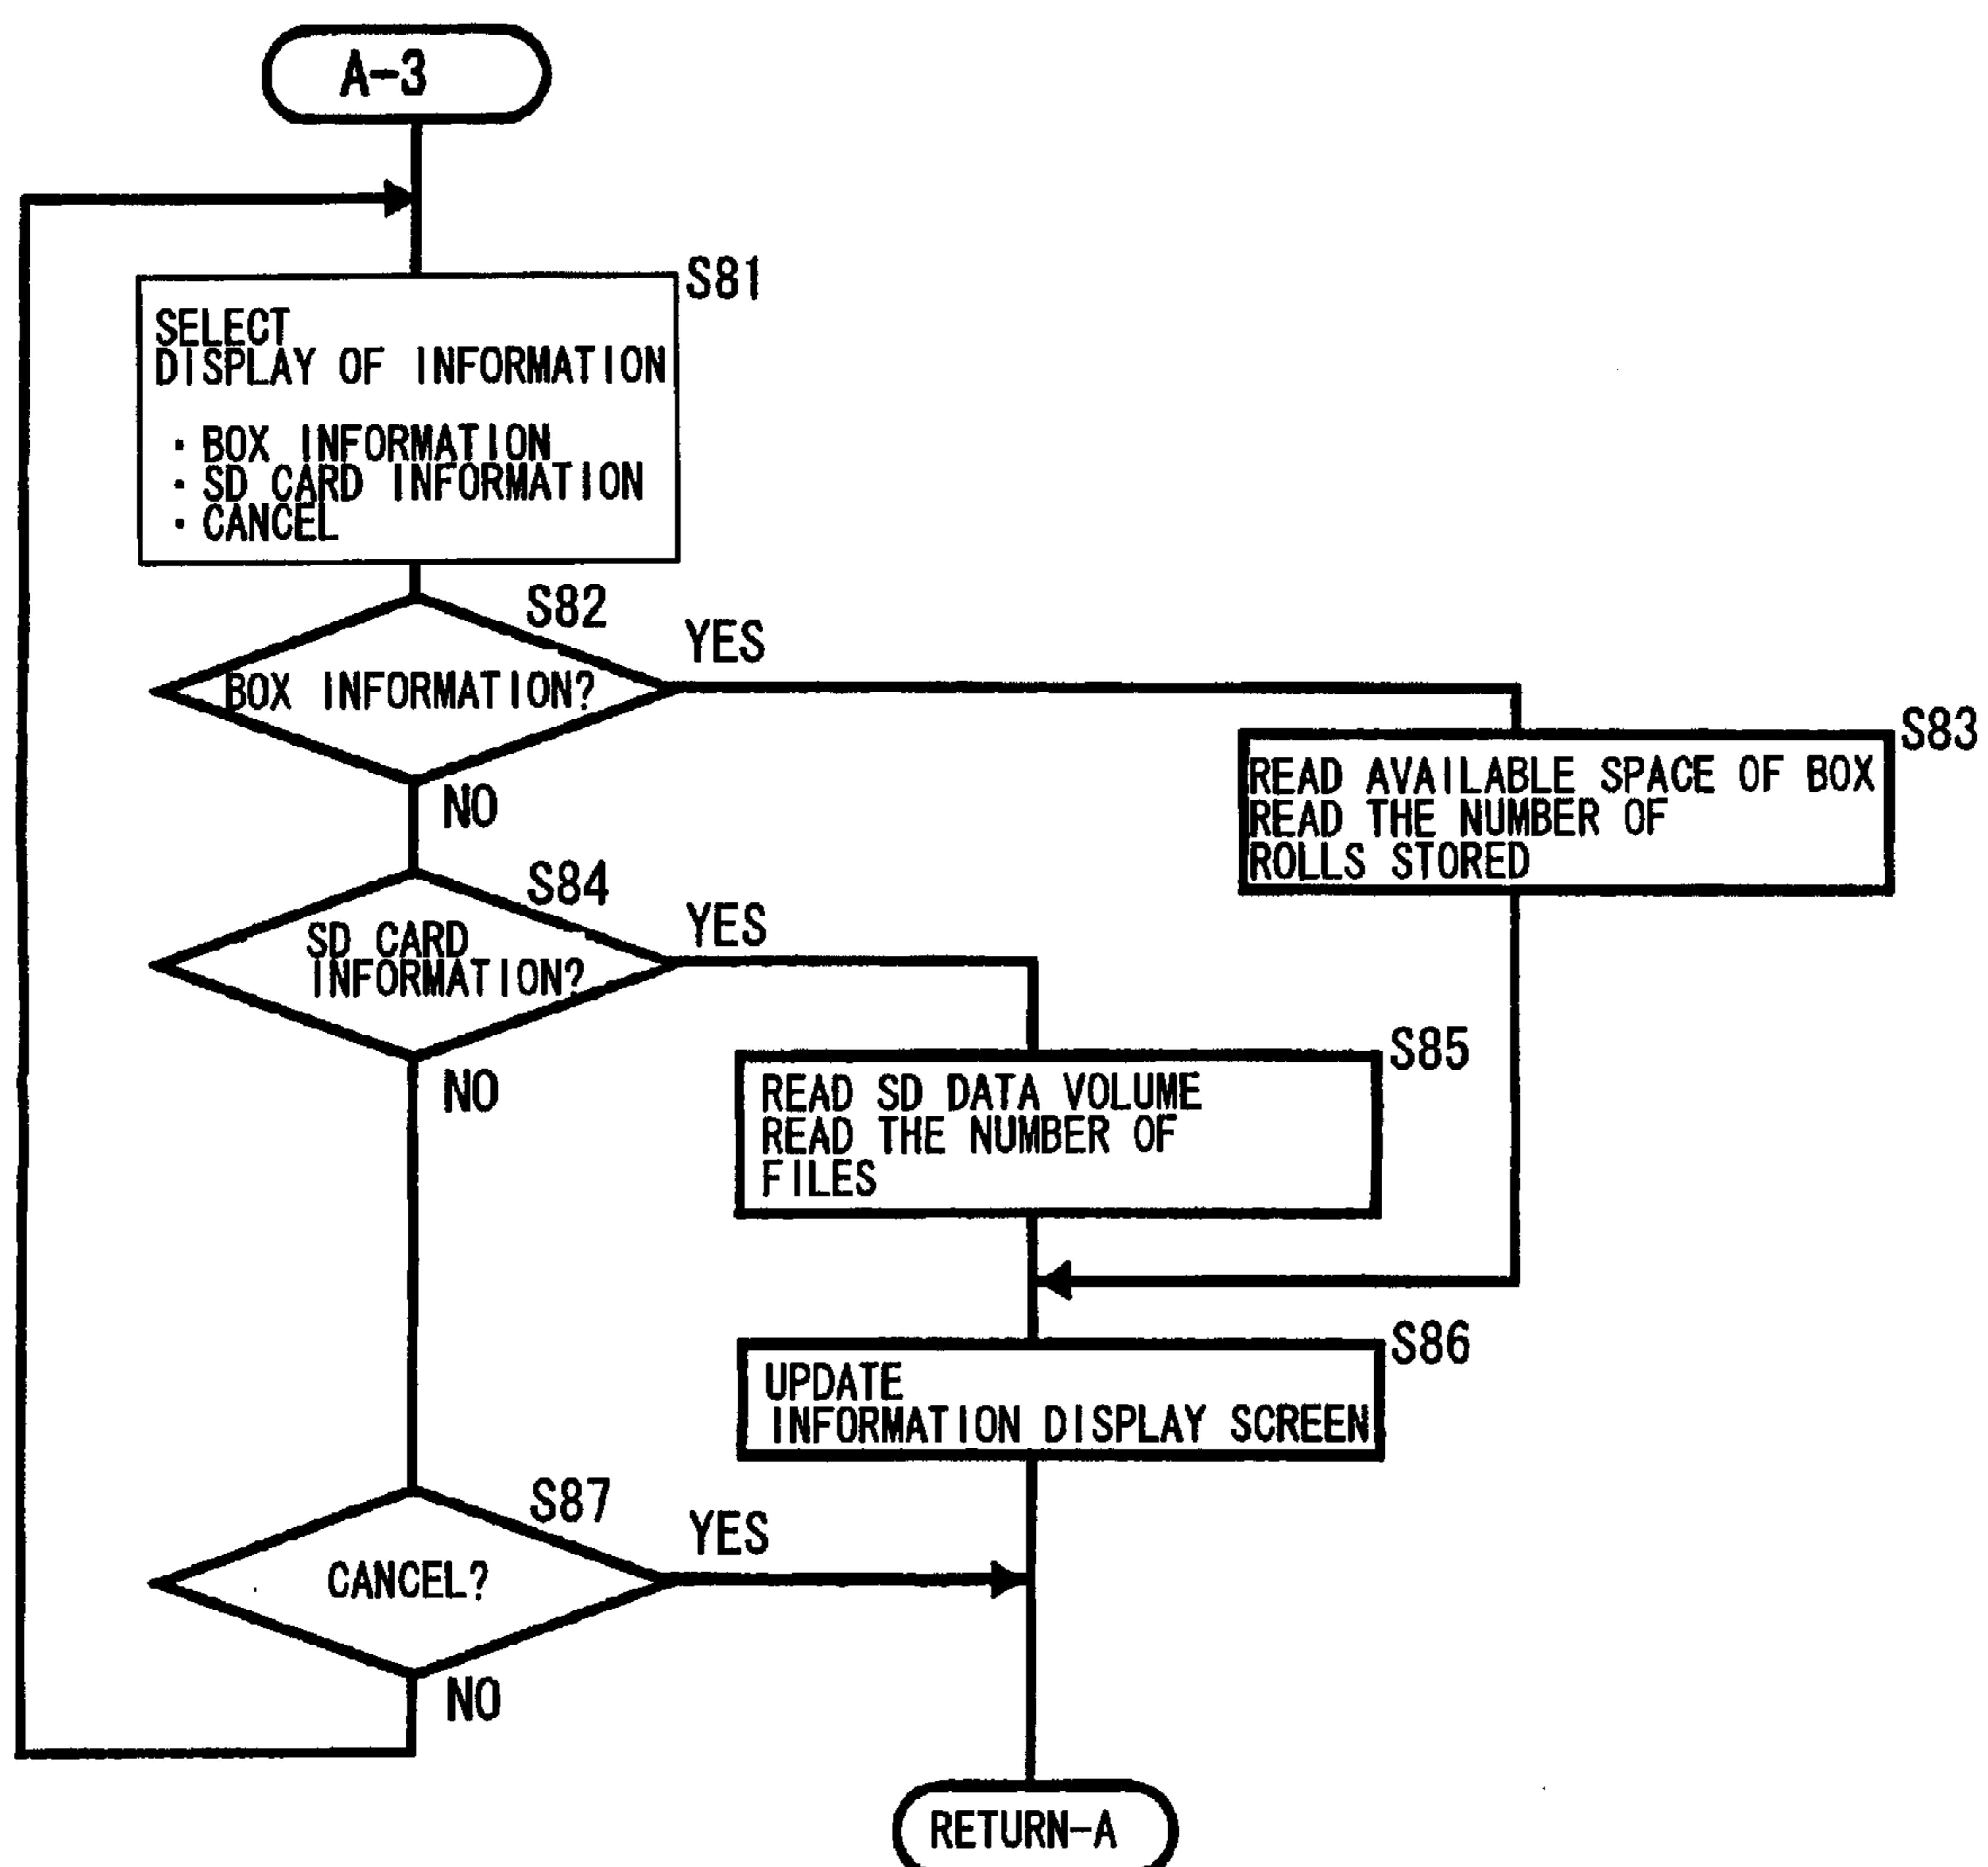 A-3
S81
SELECT
DISPLAY OF INFORMATION
· BOX INFORMATION
· SD CARD INFORMATION
· CANCEL
S82
BOX INFORMATION?
YES
NO
S83
READ AVAILABLE SPACE OF BOX
READ THE NUMBER OF
ROLLS STORED
S84
SD CARD
INFORMATION?
YES
NO
S85
READ SD DATA VOLUME
READ THE NUMBER OF
FILES
S86
UPDATE
INFORMATION DISPLAY SCREEN
S87
CANCEL?
YES
NO
RETURN-A